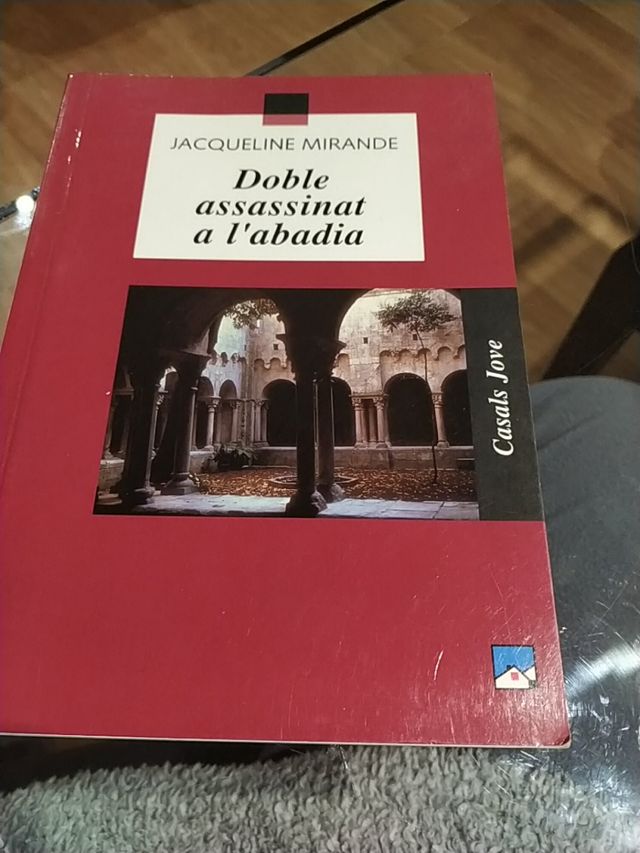 JACQUELINE MIRANDE
Doble
assassinat
a l'abadia
Casals Jove